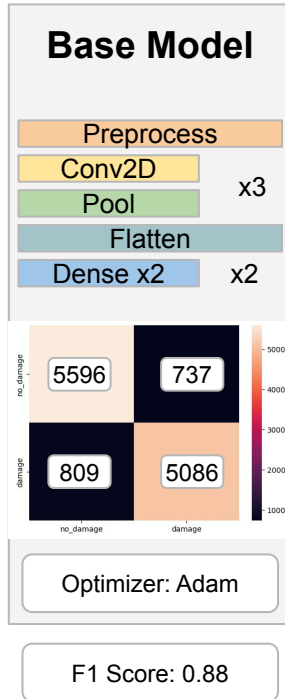 Base Model
Preprocess
Conv2D
x3
Pool
Flatten
Dense x2
x2
no_damage
5596
737
5000
4000
3000
2000
1000
damage
809
5086
no_damage
damage
Optimizer: Adam
F1 Score: 0.88